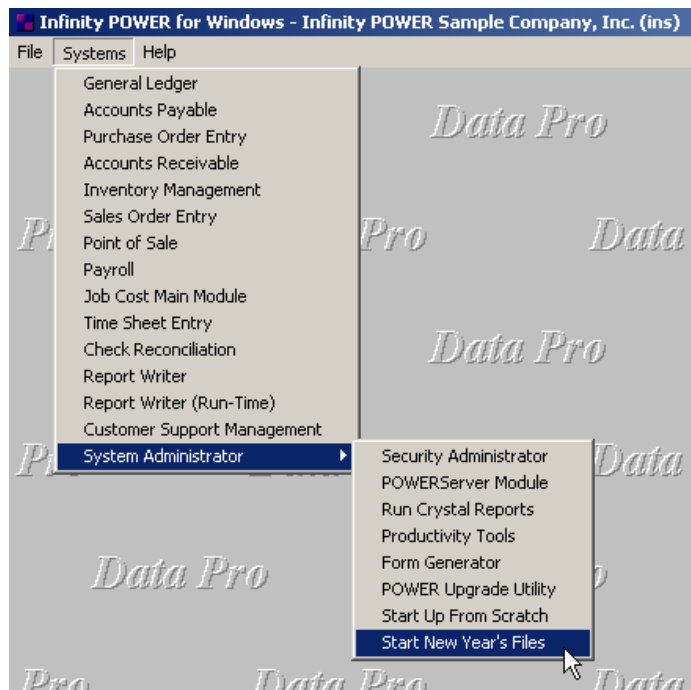 Infinity POWER for Windows - Infinity POWER Sample Company, Inc. (ins)
File Systems Help
General Ledger
Accounts Payable
Purchase Order Entry
Accounts Receivable
Inventory Management
Sales Order Entry
Point of Sale
Payroll
Job Cost Main Module
Time Sheet Entry
Check Reconciliation
Report Writer
Report Writer (Run-Time)
Customer Support Management
System Administrator
Security Administrator
POWERServer Module
Run Crystal Reports
Productivity Tools
Form Generator
POWER Upgrade Utility
Start Up From Scratch
Start New Year's Files
Data Pro
Pro Data
Data Pro
Data
Data Pro
Pro Data Pro Data